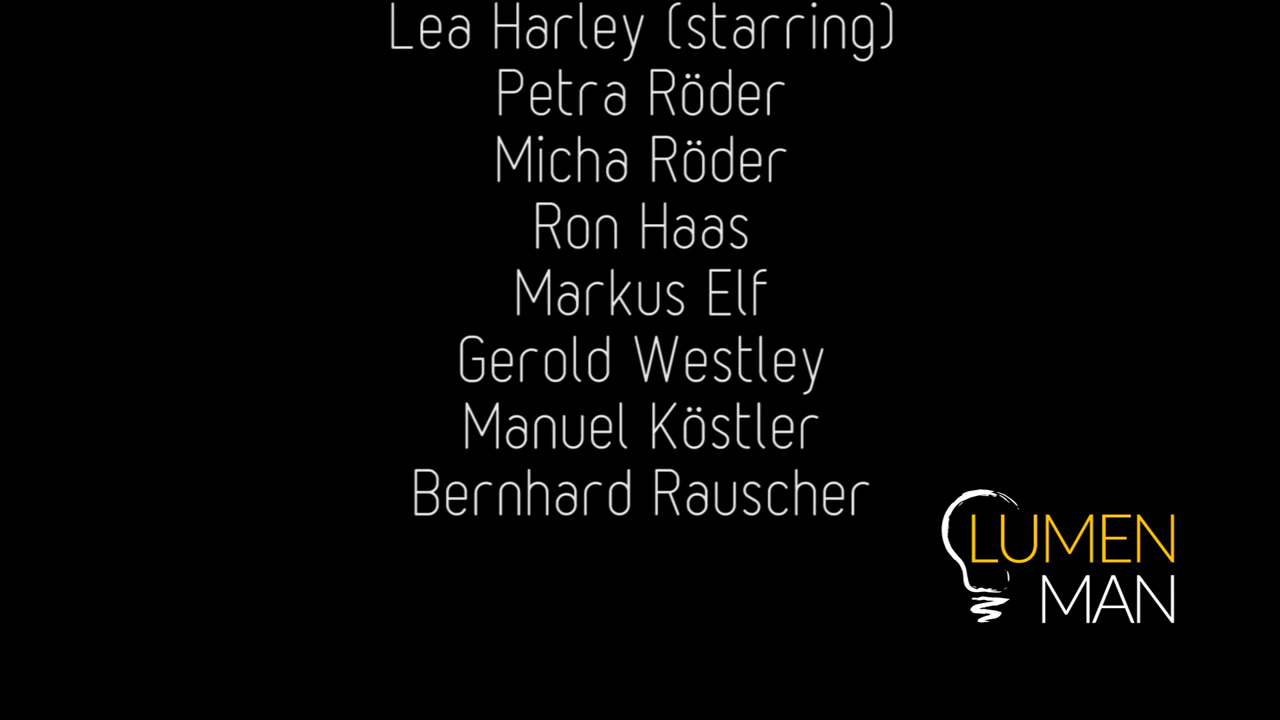 Lea Harley (starring)
Petra Röder
Micha Röder
Ron Haas
Markus Elf
Gerold Westley
Manuel Köstler
Bernhard Rauscher
LUMEN
MAN